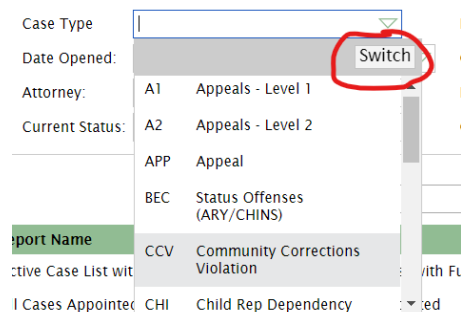 Case Type
Date Opened:
Switch
Attorney:
A1 Appeals - Level 1
Current Status:
A2 Appeals - Level 2
APP Appeal
BEC Status Offenses
(ARY/CHINS)
eport Name
CCV Community Corrections
Violation
ctive Case List wit
with Fu
l Cases Appointed
CHI Child Rep Dependency
ted